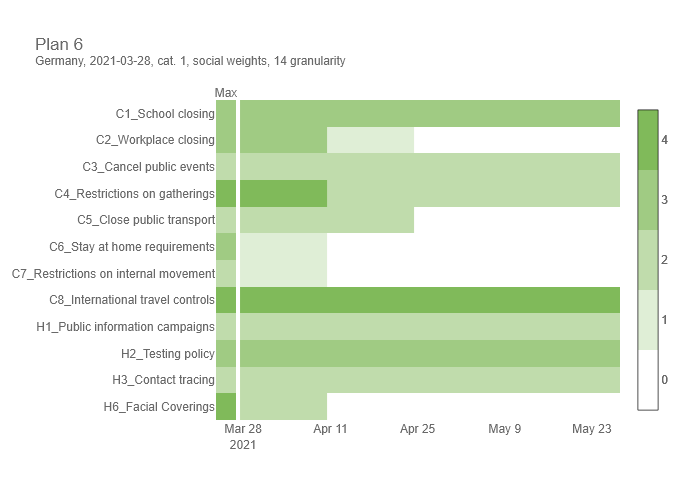 Plan 6
Germany, 2021-03-28, cat. 1, social weights, 14 granularity
Max
C1_School closing
C2_Workplace closing
C3_Cancel public events
C4_Restrictions on gatherings
C5_Close public transport
C6_Stay at home requirements
C7_Restrictions on internal movement
C8_International travel controls
H1_Public information campaigns
H2_Testing policy
H3_Contact tracing
H6_Facial Coverings
Mar 28 Apr 11 Apr 25 May 9 May 23
2021
4
3
2
1
0